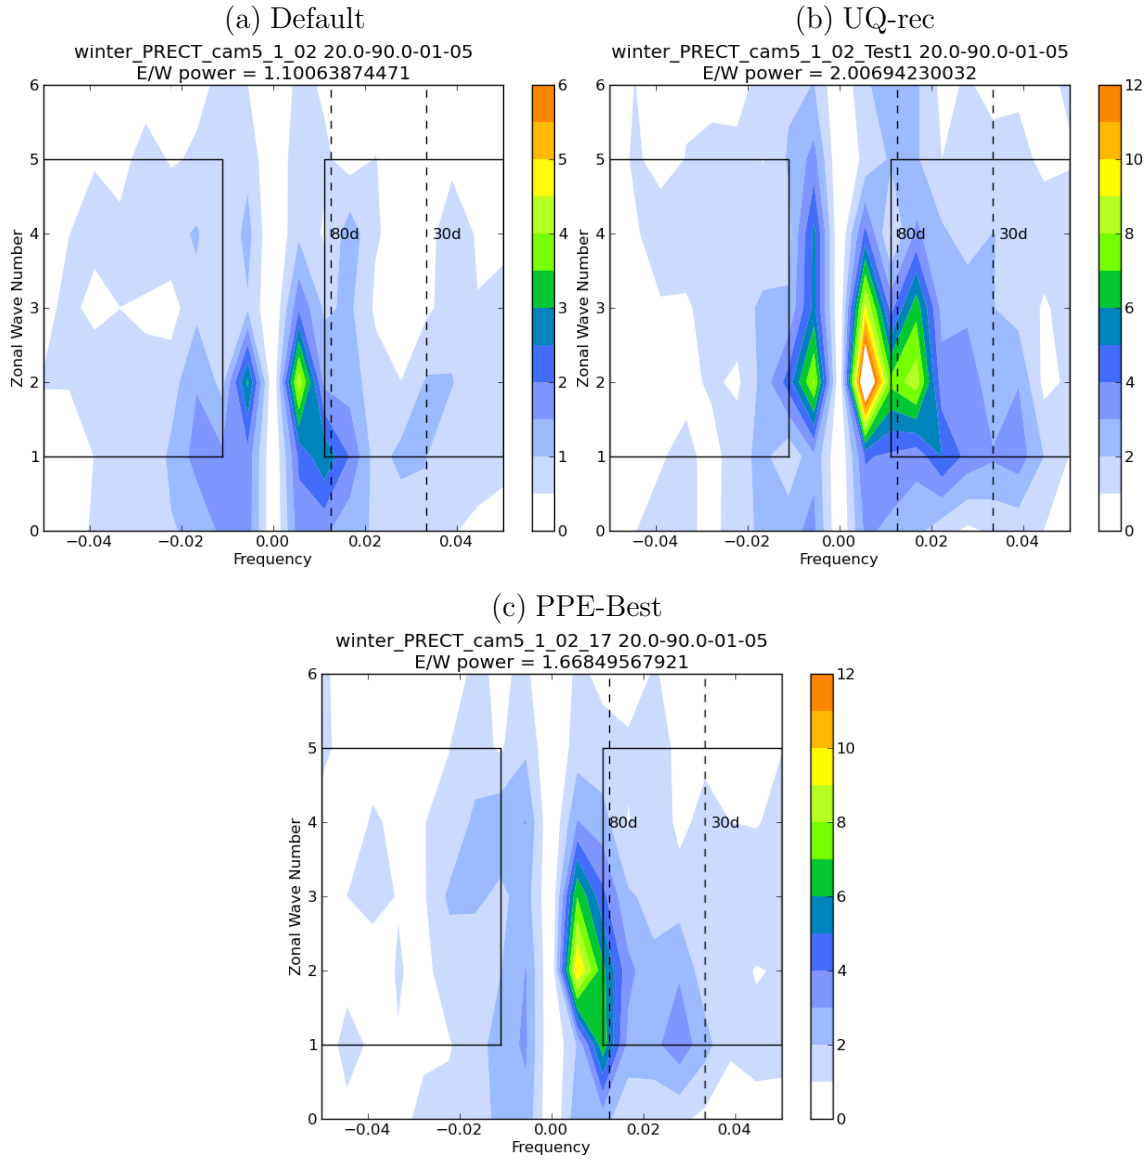 (a) Default
winter_PRECT_cam5_1_02 20.0-90.0-01-05
E/W power = 1.10063874471
6
5
4
3
2
1
0
Zonal Wave Number
80d
30d
−0.04
−0.02
0.00
0.02
0.04
Frequency
6
5
4
3
2
1
0
(b) UQ-rec
winter_PRECT_cam5_1_02_Test1 20.0-90.0-01-05
E/W power = 2.00694230032
6
5
4
3
2
1
0
Zonal Wave Number
80d
30d
−0.04
−0.02
0.00
0.02
0.04
Frequency
12
10
8
6
4
2
0
(c) PPE-Best
winter_PRECT_cam5_1_02_17 20.0-90.0-01-05
E/W power = 1.66849567921
6
5
4
3
2
1
0
Zonal Wave Number
80d
30d
−0.04
−0.02
0.00
0.02
0.04
Frequency
12
10
8
6
4
2
0